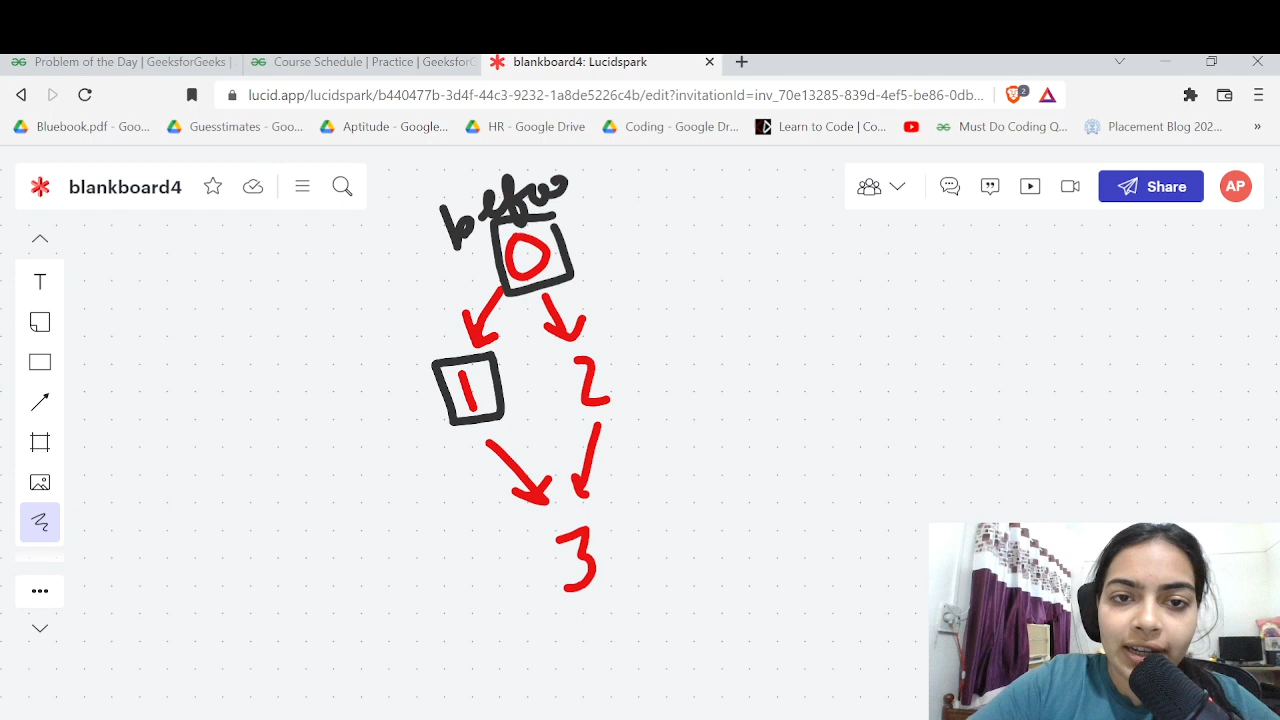 Problem of the Day | GeeksforGeeks |
Course Schedule | Practice | GeeksforG
blankboard4: Lucidspark
lucid.app/lucidspark/b440477b-3d4f-44c3-9232-1a8de5226c4b/edit?invitationId=inv_70e13285-839d-4ef5-be86-0db...
2
Bluebook.pdf - Goo...
Guesstimates - Goo...
Aptitude - Google...
HR - Google Drive
Coding - Google Dr...
Learn to Code | Co...
Must Do Coding Q...
Placement Blog 202...
»
blankboard4
Share
AP
T
0
1 2
3